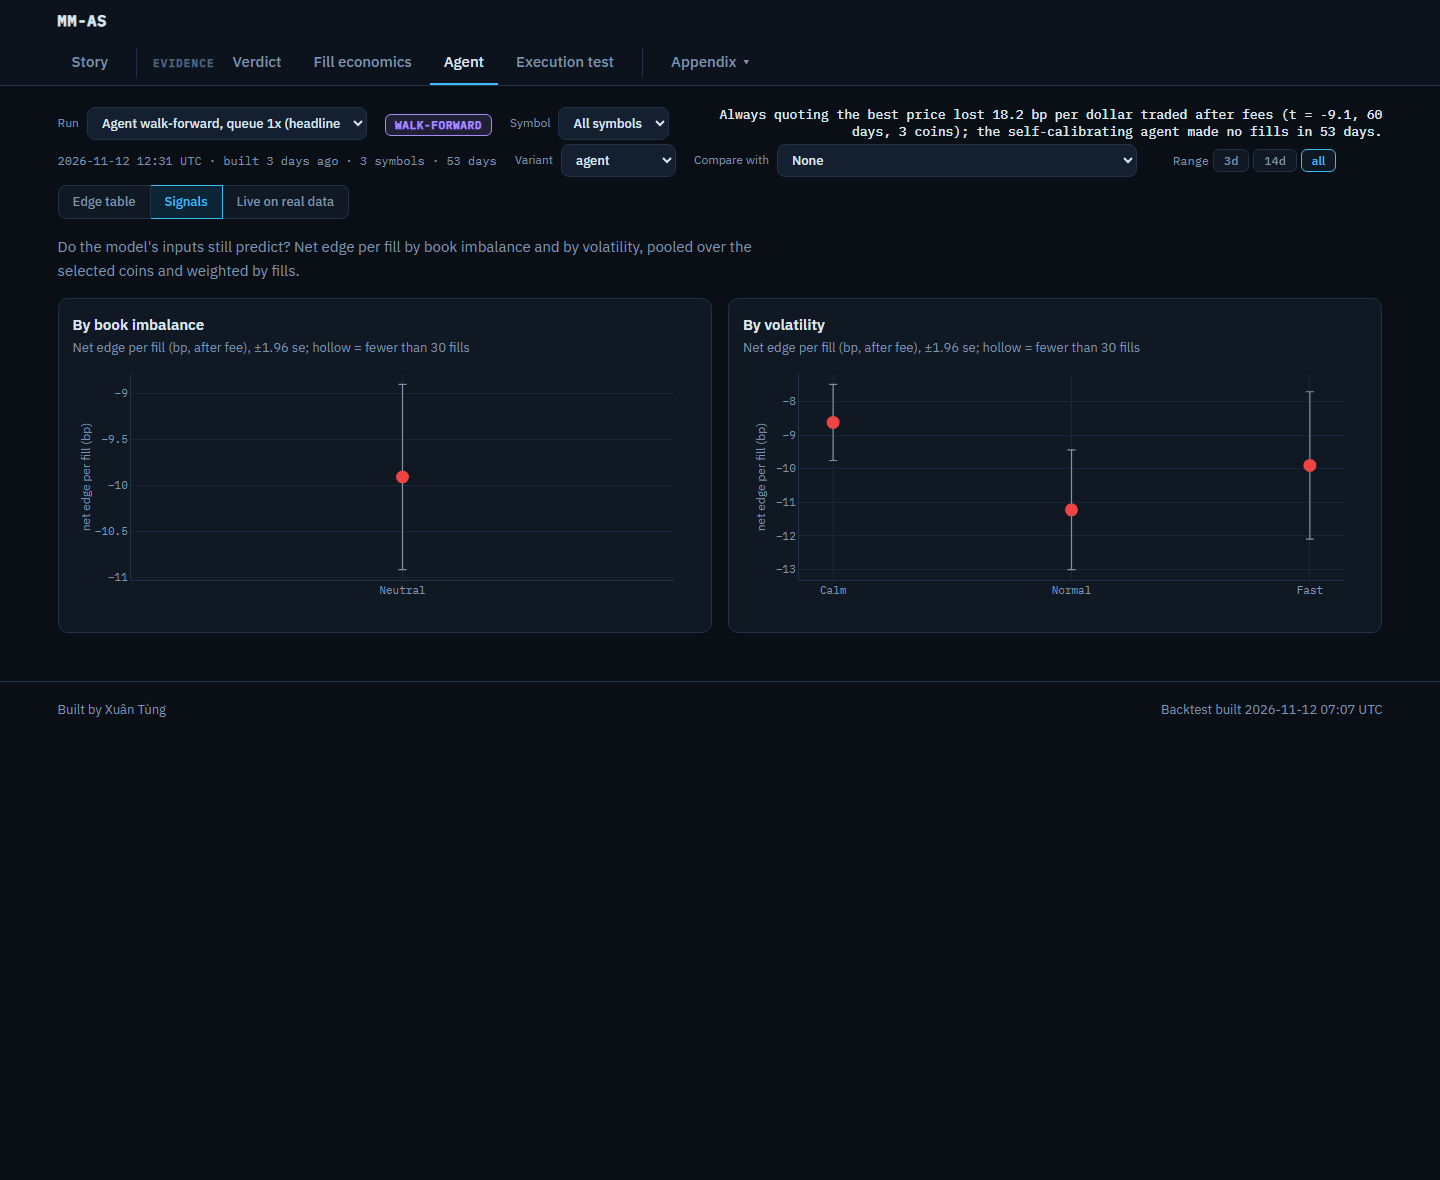 MM-AS
Story EVIDENCE Verdict Fill economics Agent Execution test Appendix ▾
Run Agent walk-forward, queue 1x (headline WALK-FORWARD Symbol All symbols
Always quoting the best price lost 18.2 bp per dollar traded after fees (t = -9.1, 60
days, 3 coins); the self-calibrating agent made no fills in 53 days.
2026-11-12 12:31 UTC · built 3 days ago · 3 symbols · 53 days Variant agent Compare with None Range 3d 14d all
Edge table Signals Live on real data
Do the model's inputs still predict? Net edge per fill by book imbalance and by volatility, pooled over the
selected coins and weighted by fills.
By book imbalance
Net edge per fill (bp, after fee), ±1.96 se; hollow = fewer than 30 fills
net edge per fill (bp)
−9
−9.5
−10
−10.5
−11
Neutral
By volatility
Net edge per fill (bp, after fee), ±1.96 se; hollow = fewer than 30 fills
net edge per fill (bp)
−8
−9
−10
−11
−12
−13
Calm Normal Fast
Built by Xuân Tùng
Backtest built 2026-11-12 07:07 UTC